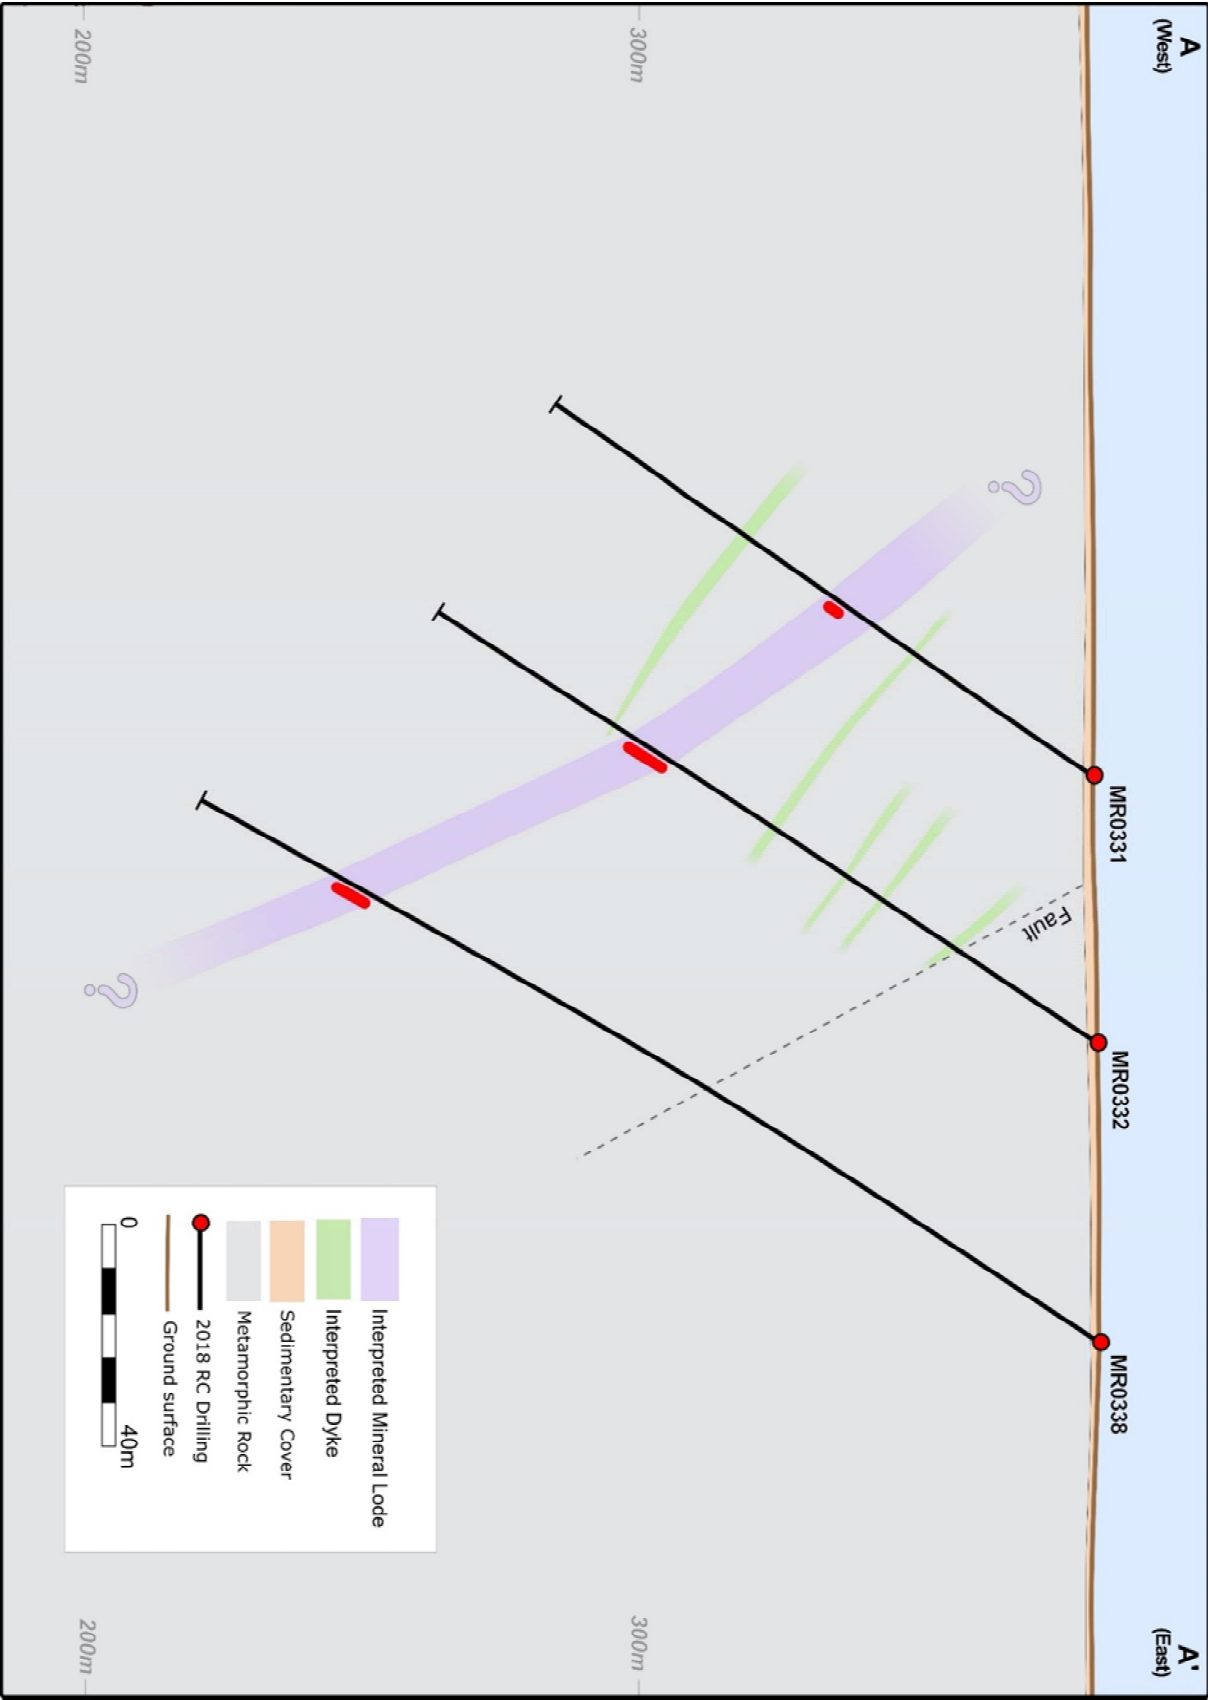 A
(West)
A'
(East)
MR0331
MR0332
MR0338
300m
300m
Fault
?
?
200m
200m
Interpreted Mineral Lode
Interpreted Dyke
Sedimentary Cover
Metamorphic Rock
2018 RC Drilling
Ground surface
0
40m